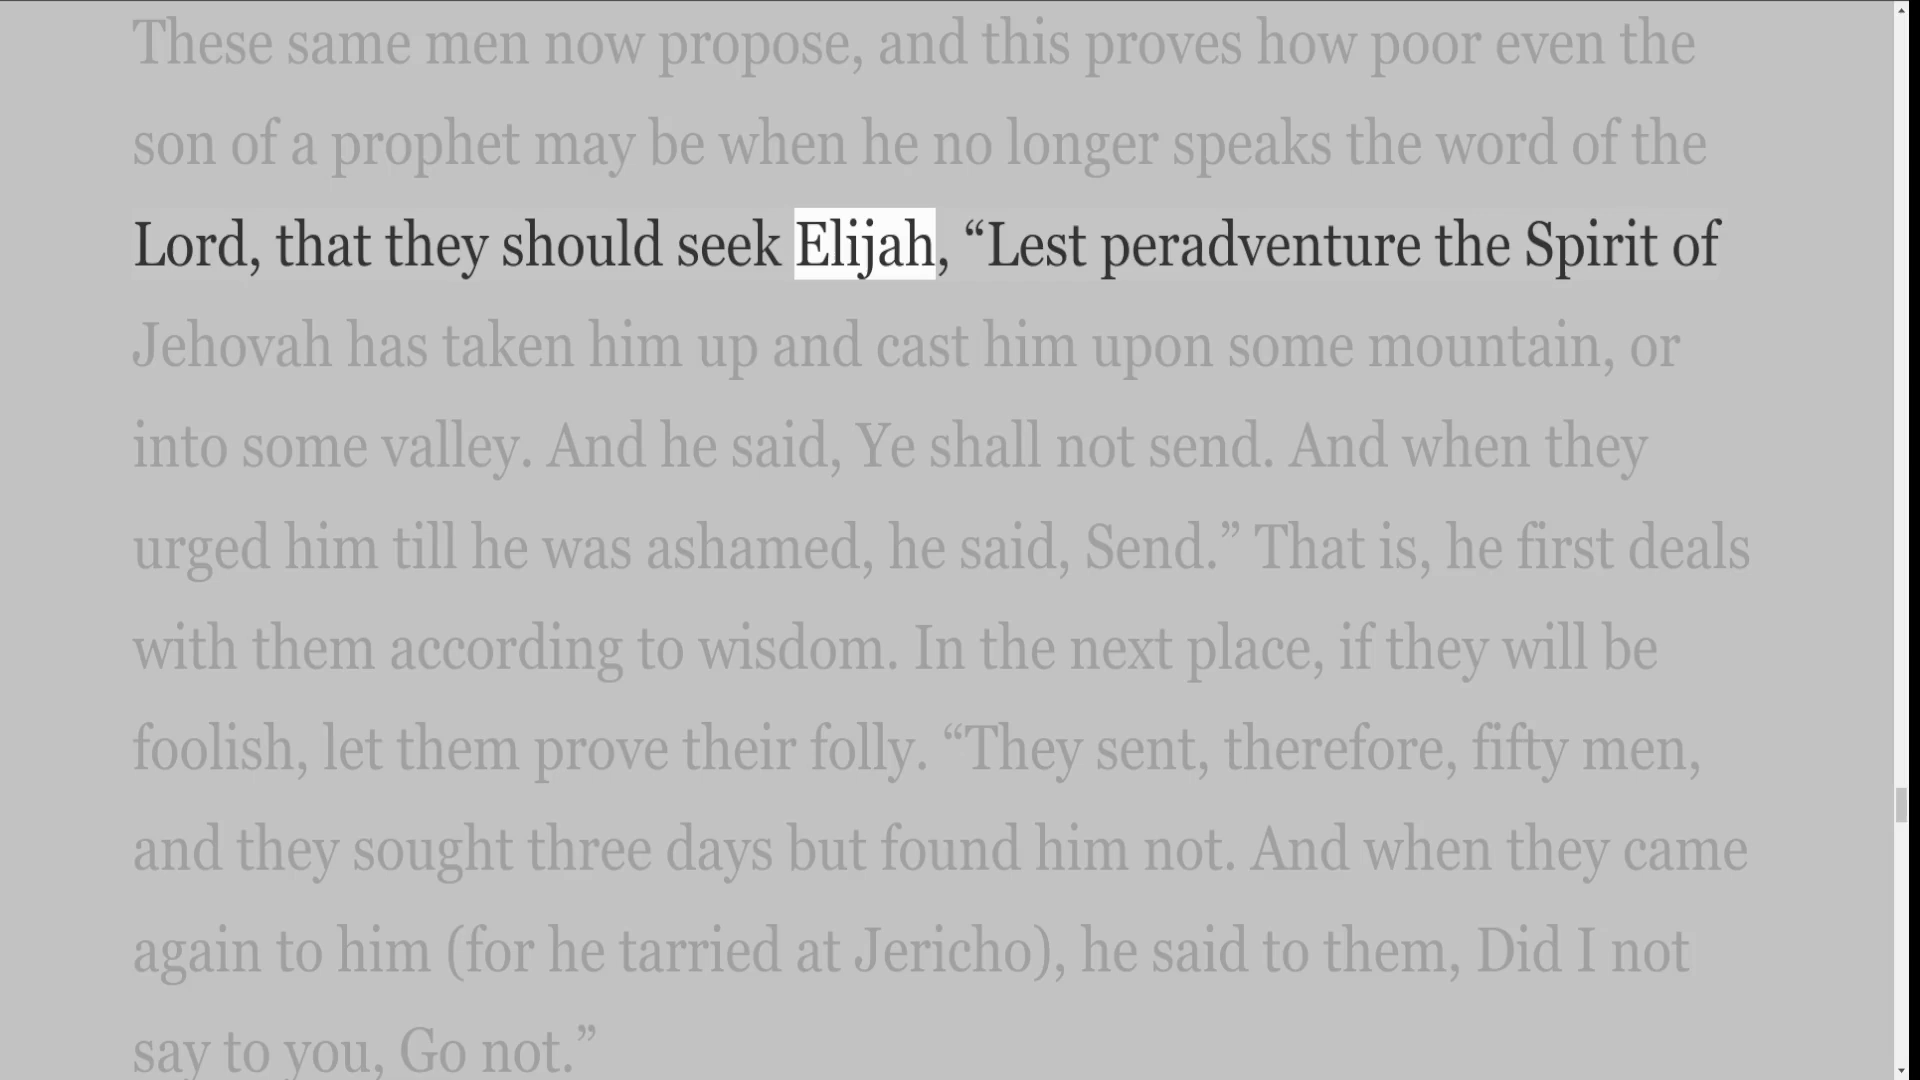 These same men now propose, and this proves how poor even the
son of a prophet may be when he no longer speaks the word of the
Lord, that they should seek Elijah, “Lest peradventure the Spirit of
Jehovah has taken him up and cast him upon some mountain, or
into some valley. And he said, Ye shall not send. And when they
urged him till he was ashamed, he said, Send.” That is, he first deals
with them according to wisdom. In the next place, if they will be
foolish, let them prove their folly. “They sent, therefore, fifty men,
and they sought three days but found him not. And when they came
again to him (for he tarried at Jericho), he said to them, Did I not
say to you, Go not.”